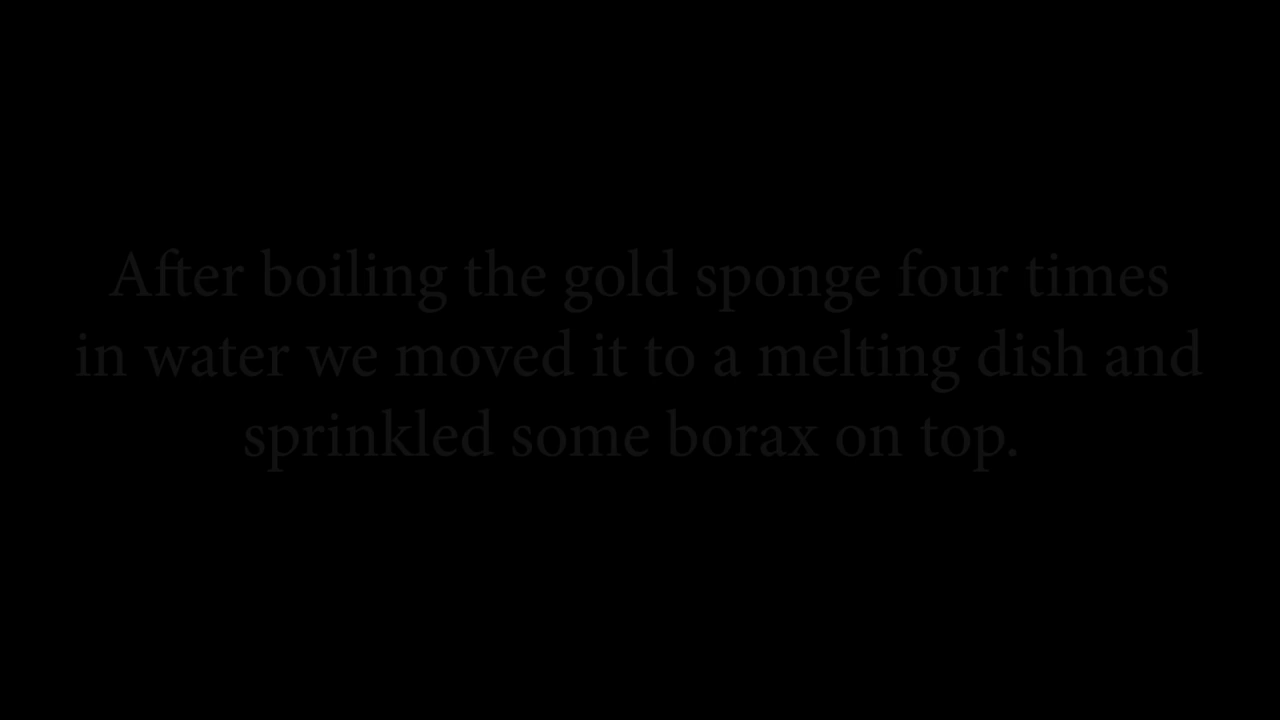 After boiling the gold sponge four times
in water we moved it to a melting dish and
sprinkled some borax on top.